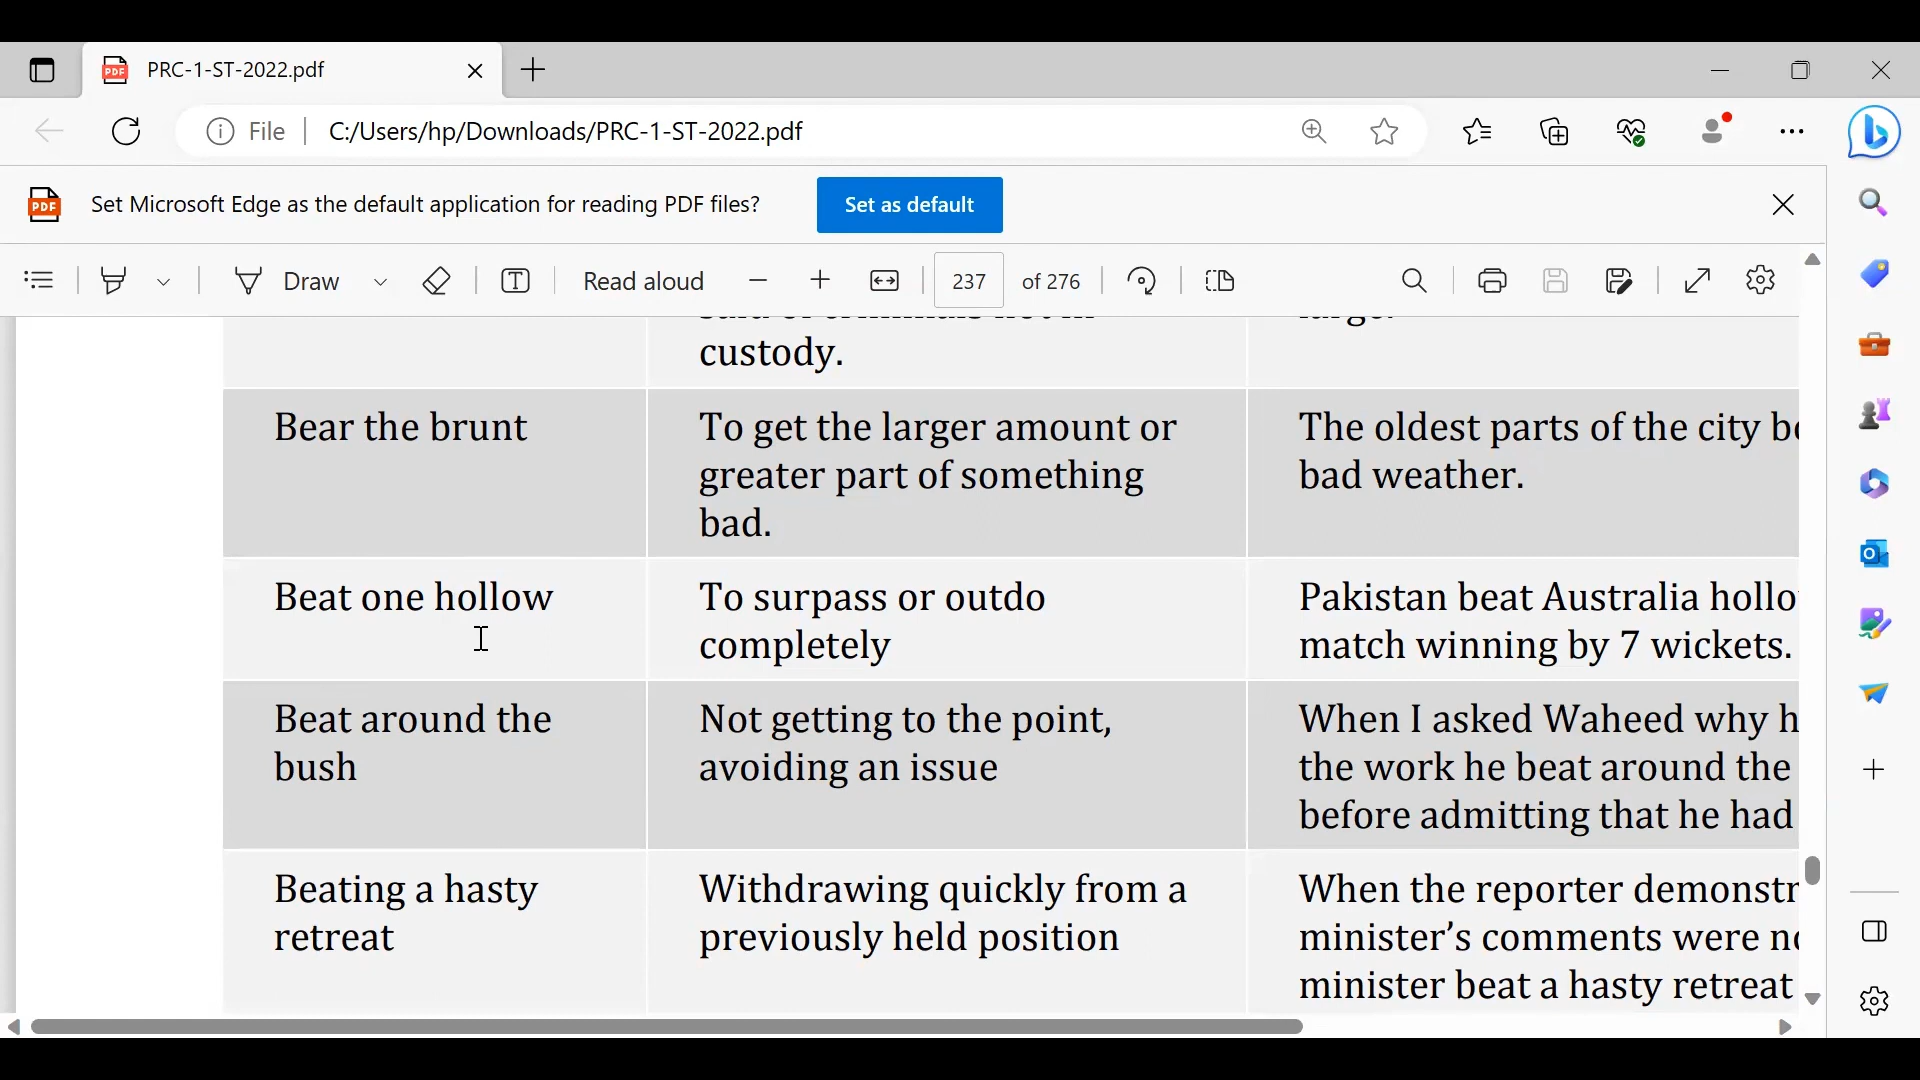 PRC-1-ST-2022.pdf
File
C:/Users/hp/Downloads/PRC-1-ST-2022.pdf
Set Microsoft Edge as the default application for reading PDF files?
Set as default
Draw
Read aloud
237
of 276
custody.
Bear the brunt
To get the larger amount or
greater part of something
bad.
The oldest parts of the city
bad weather.
Beat one hollow
To surpass or outdo
completely
Pakistan beat Australia
match winning by 7 wickets.
Beat around the
bush
Not getting to the point,
avoiding an issue
When I asked Waheed why
the work he beat around the
before admitting that he had
Beating a hasty
retreat
Withdrawing quickly from a
previously held position
When the reporter
minister's comments were
minister beat a hasty retreat